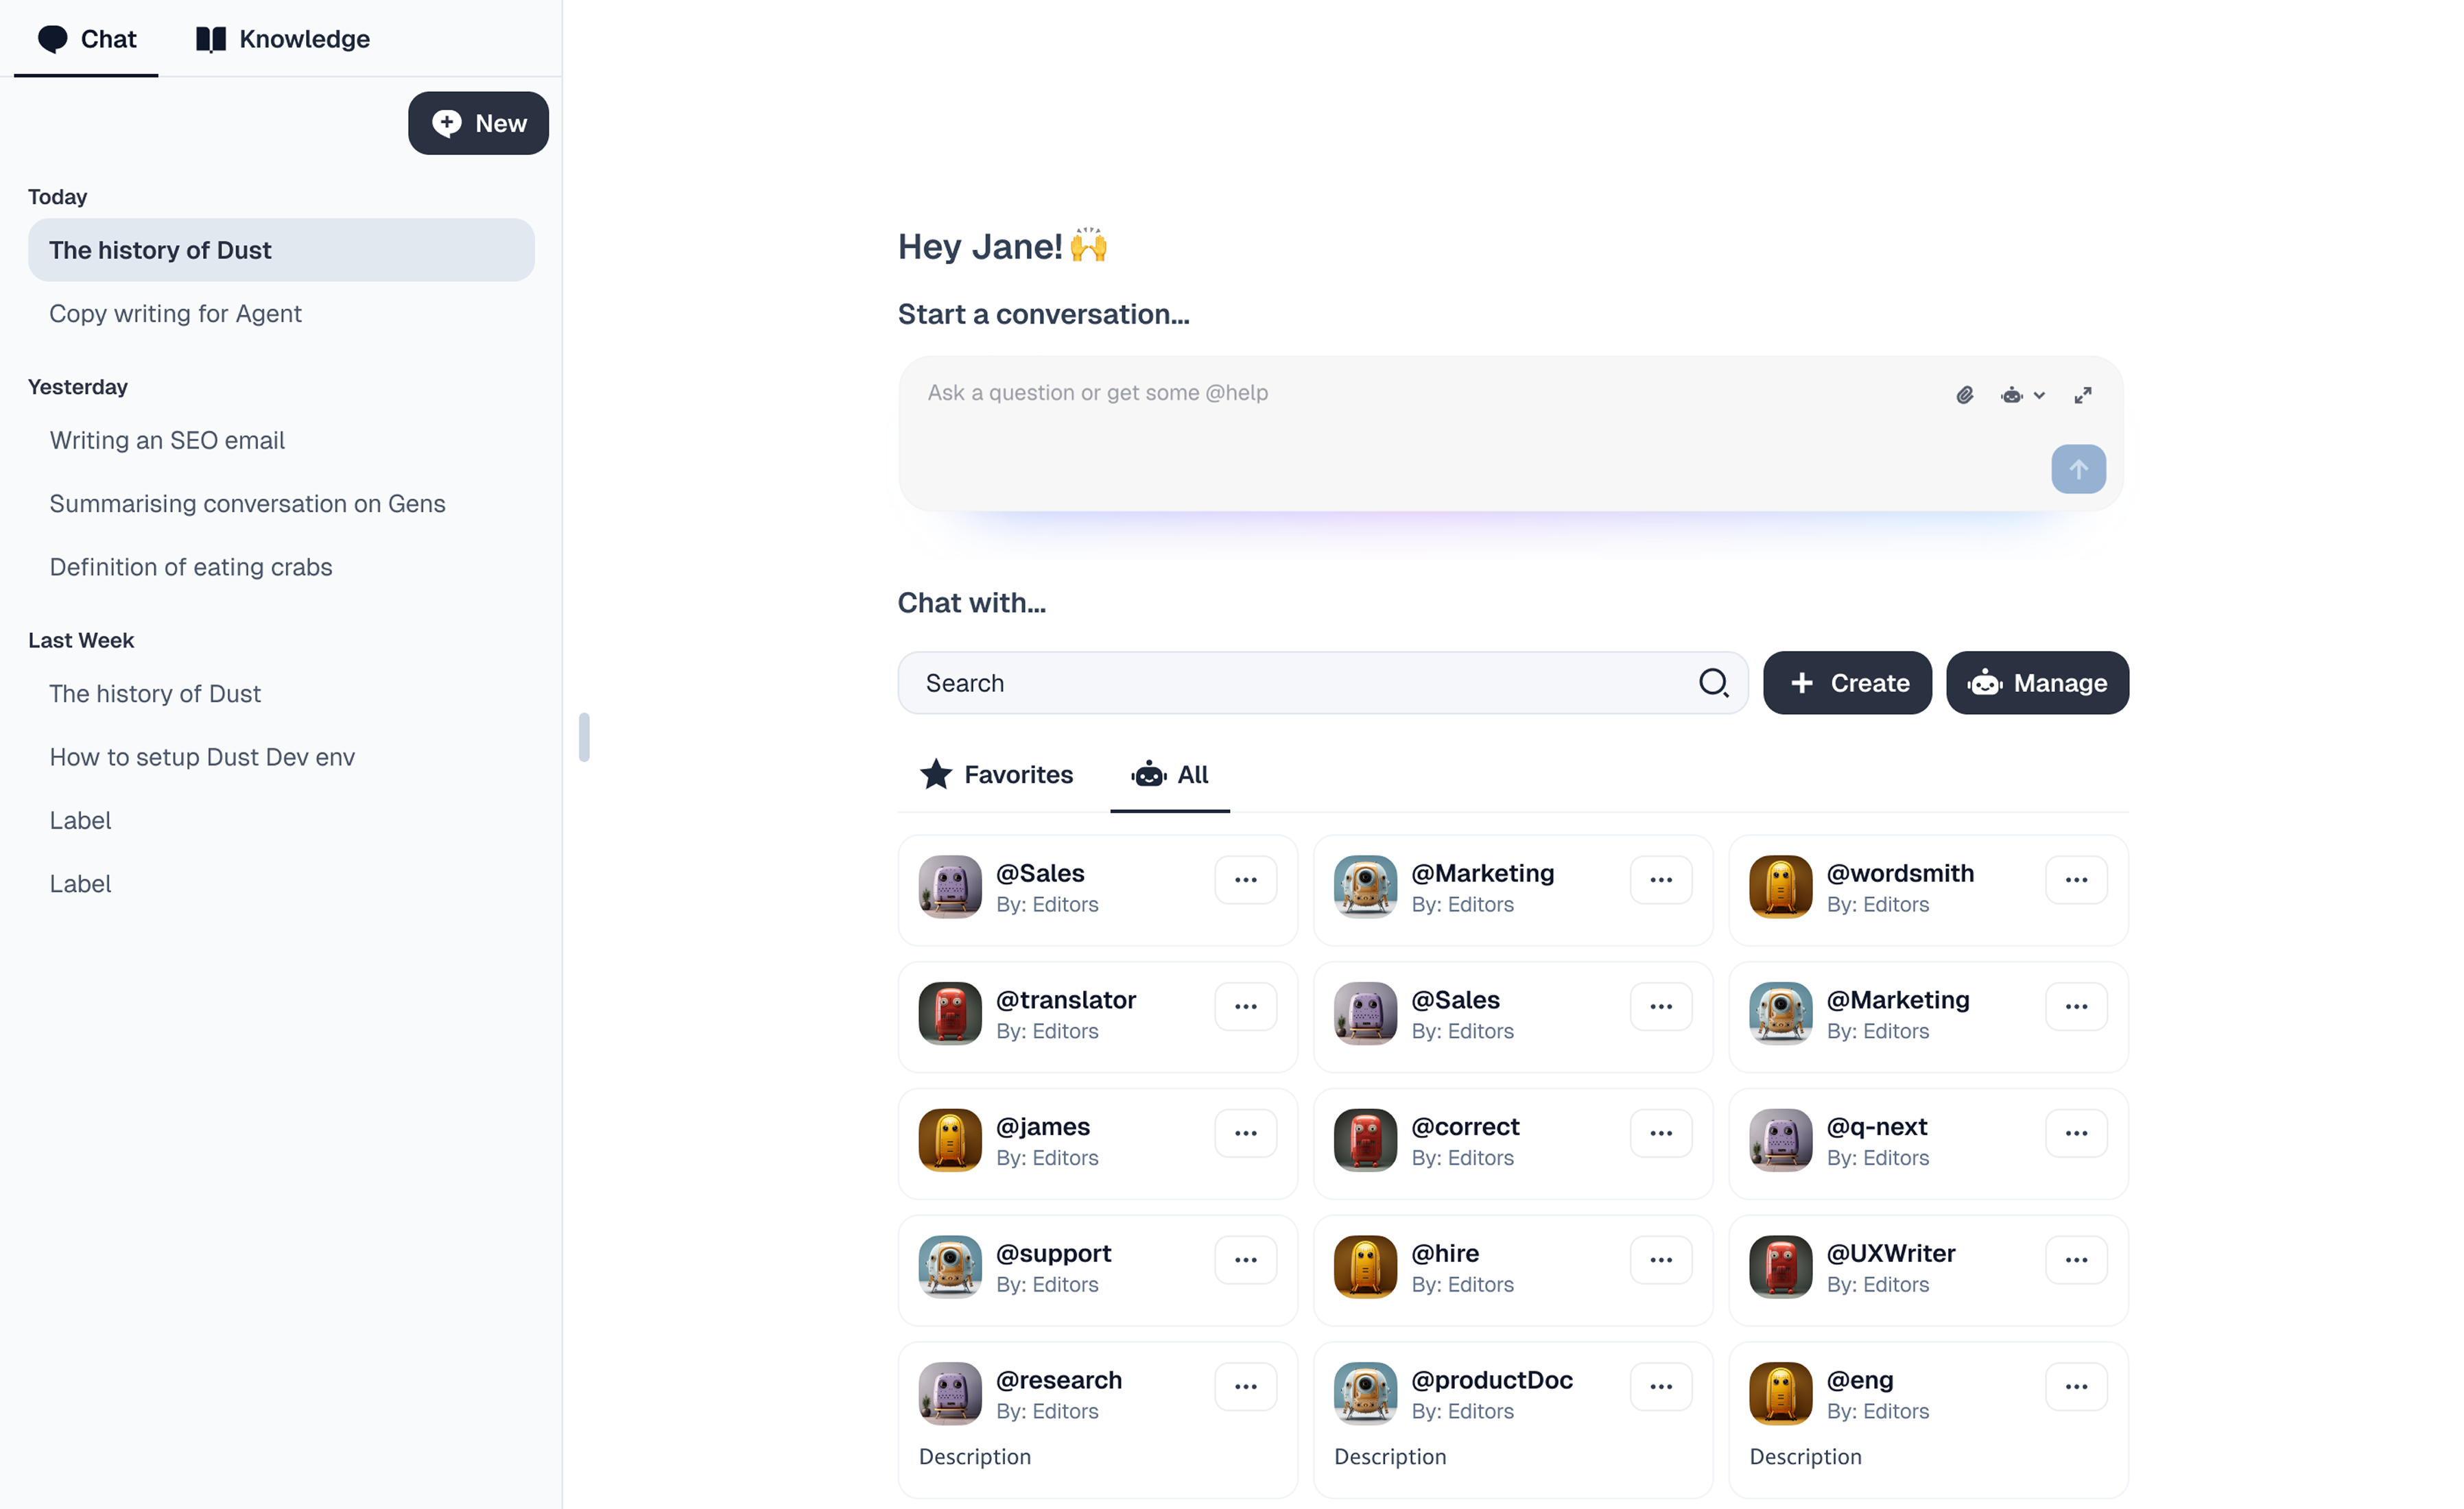 Chat
Knowledge
New
Today
The history of Dust
Copy writing for Agent
Yesterday
Writing an SEO email
Summarising conversation on Gens
Definition of eating crabs
Last Week
The history of Dust
How to setup Dust Dev env
Label
Label
Hey Jane! 🙌
Start a conversation...
Ask a question or get some @help
Chat with...
Search
Create
Manage
Favorites
All
@Sales
By: Editors
@Marketing
By: Editors
@wordsmith
By: Editors
@translator
By: Editors
@Sales
By: Editors
@Marketing
By: Editors
@james
By: Editors
@correct
By: Editors
@q-next
By: Editors
@support
By: Editors
@hire
By: Editors
@UXWriter
By: Editors
@research
By: Editors
Description
@productDoc
By: Editors
Description
@eng
By: Editors
Description